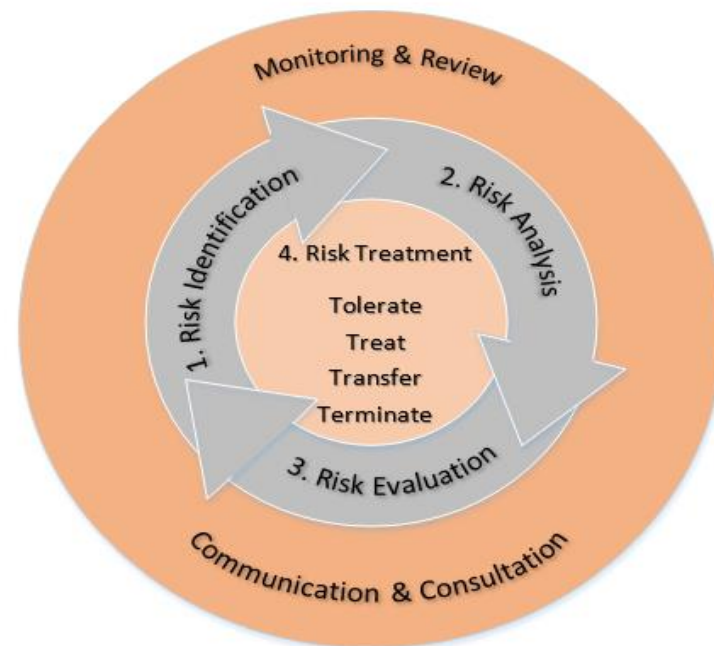 Monitoring & Review
1. Risk Identification
2. Risk Analysis
4. Risk Treatment
Tolerate
Treat
Transfer
Terminate
3. Risk Evaluation
Communication & Consultation